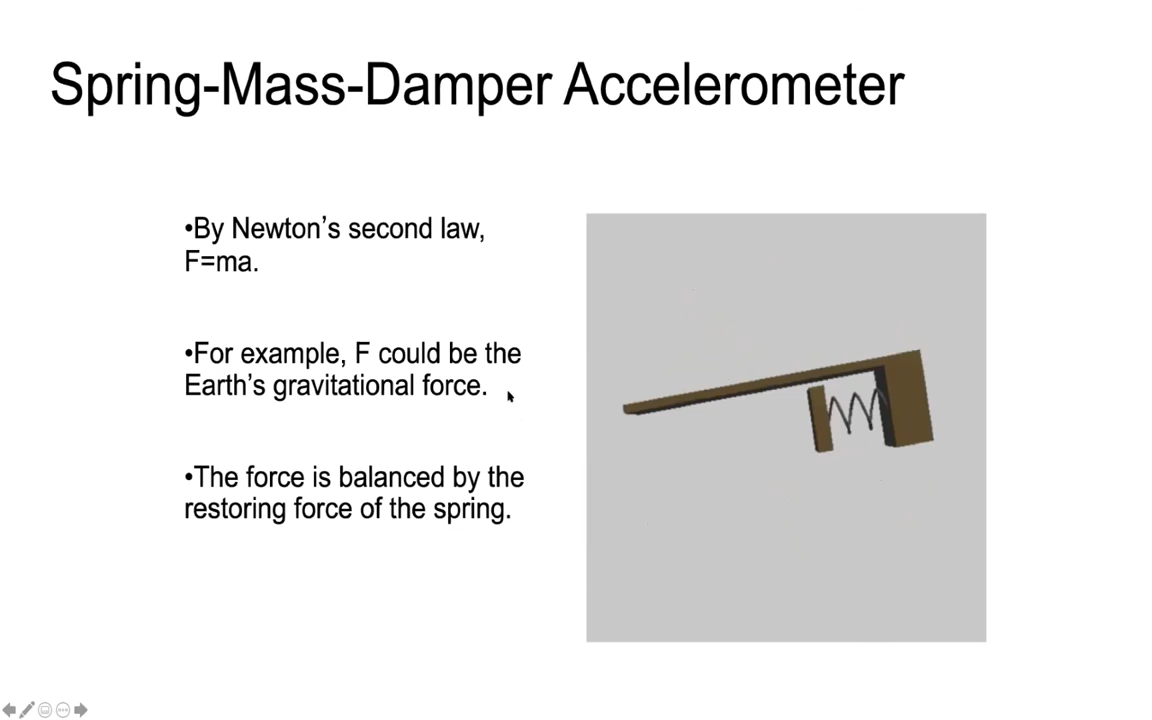 Spring-Mass-Damper Accelerometer
•By Newton’s second law,
F=ma.
•For example, F could be the
Earth’s gravitational force.
•The force is balanced by the
restoring force of the spring.